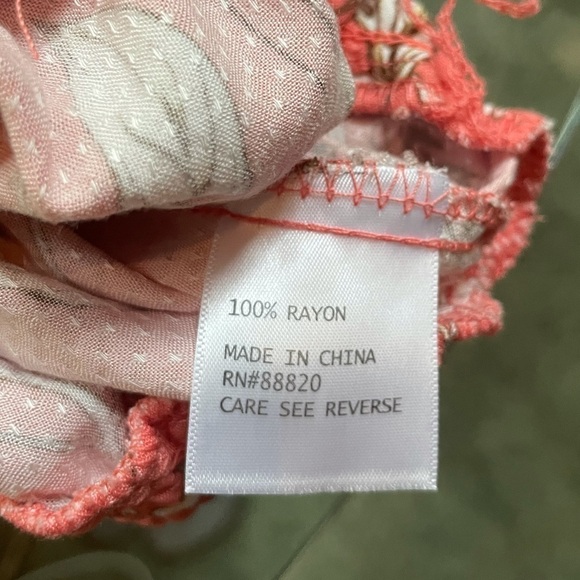 100% RAYON
MADE IN CHINA
RN#88820
CARE SEE REVERSE